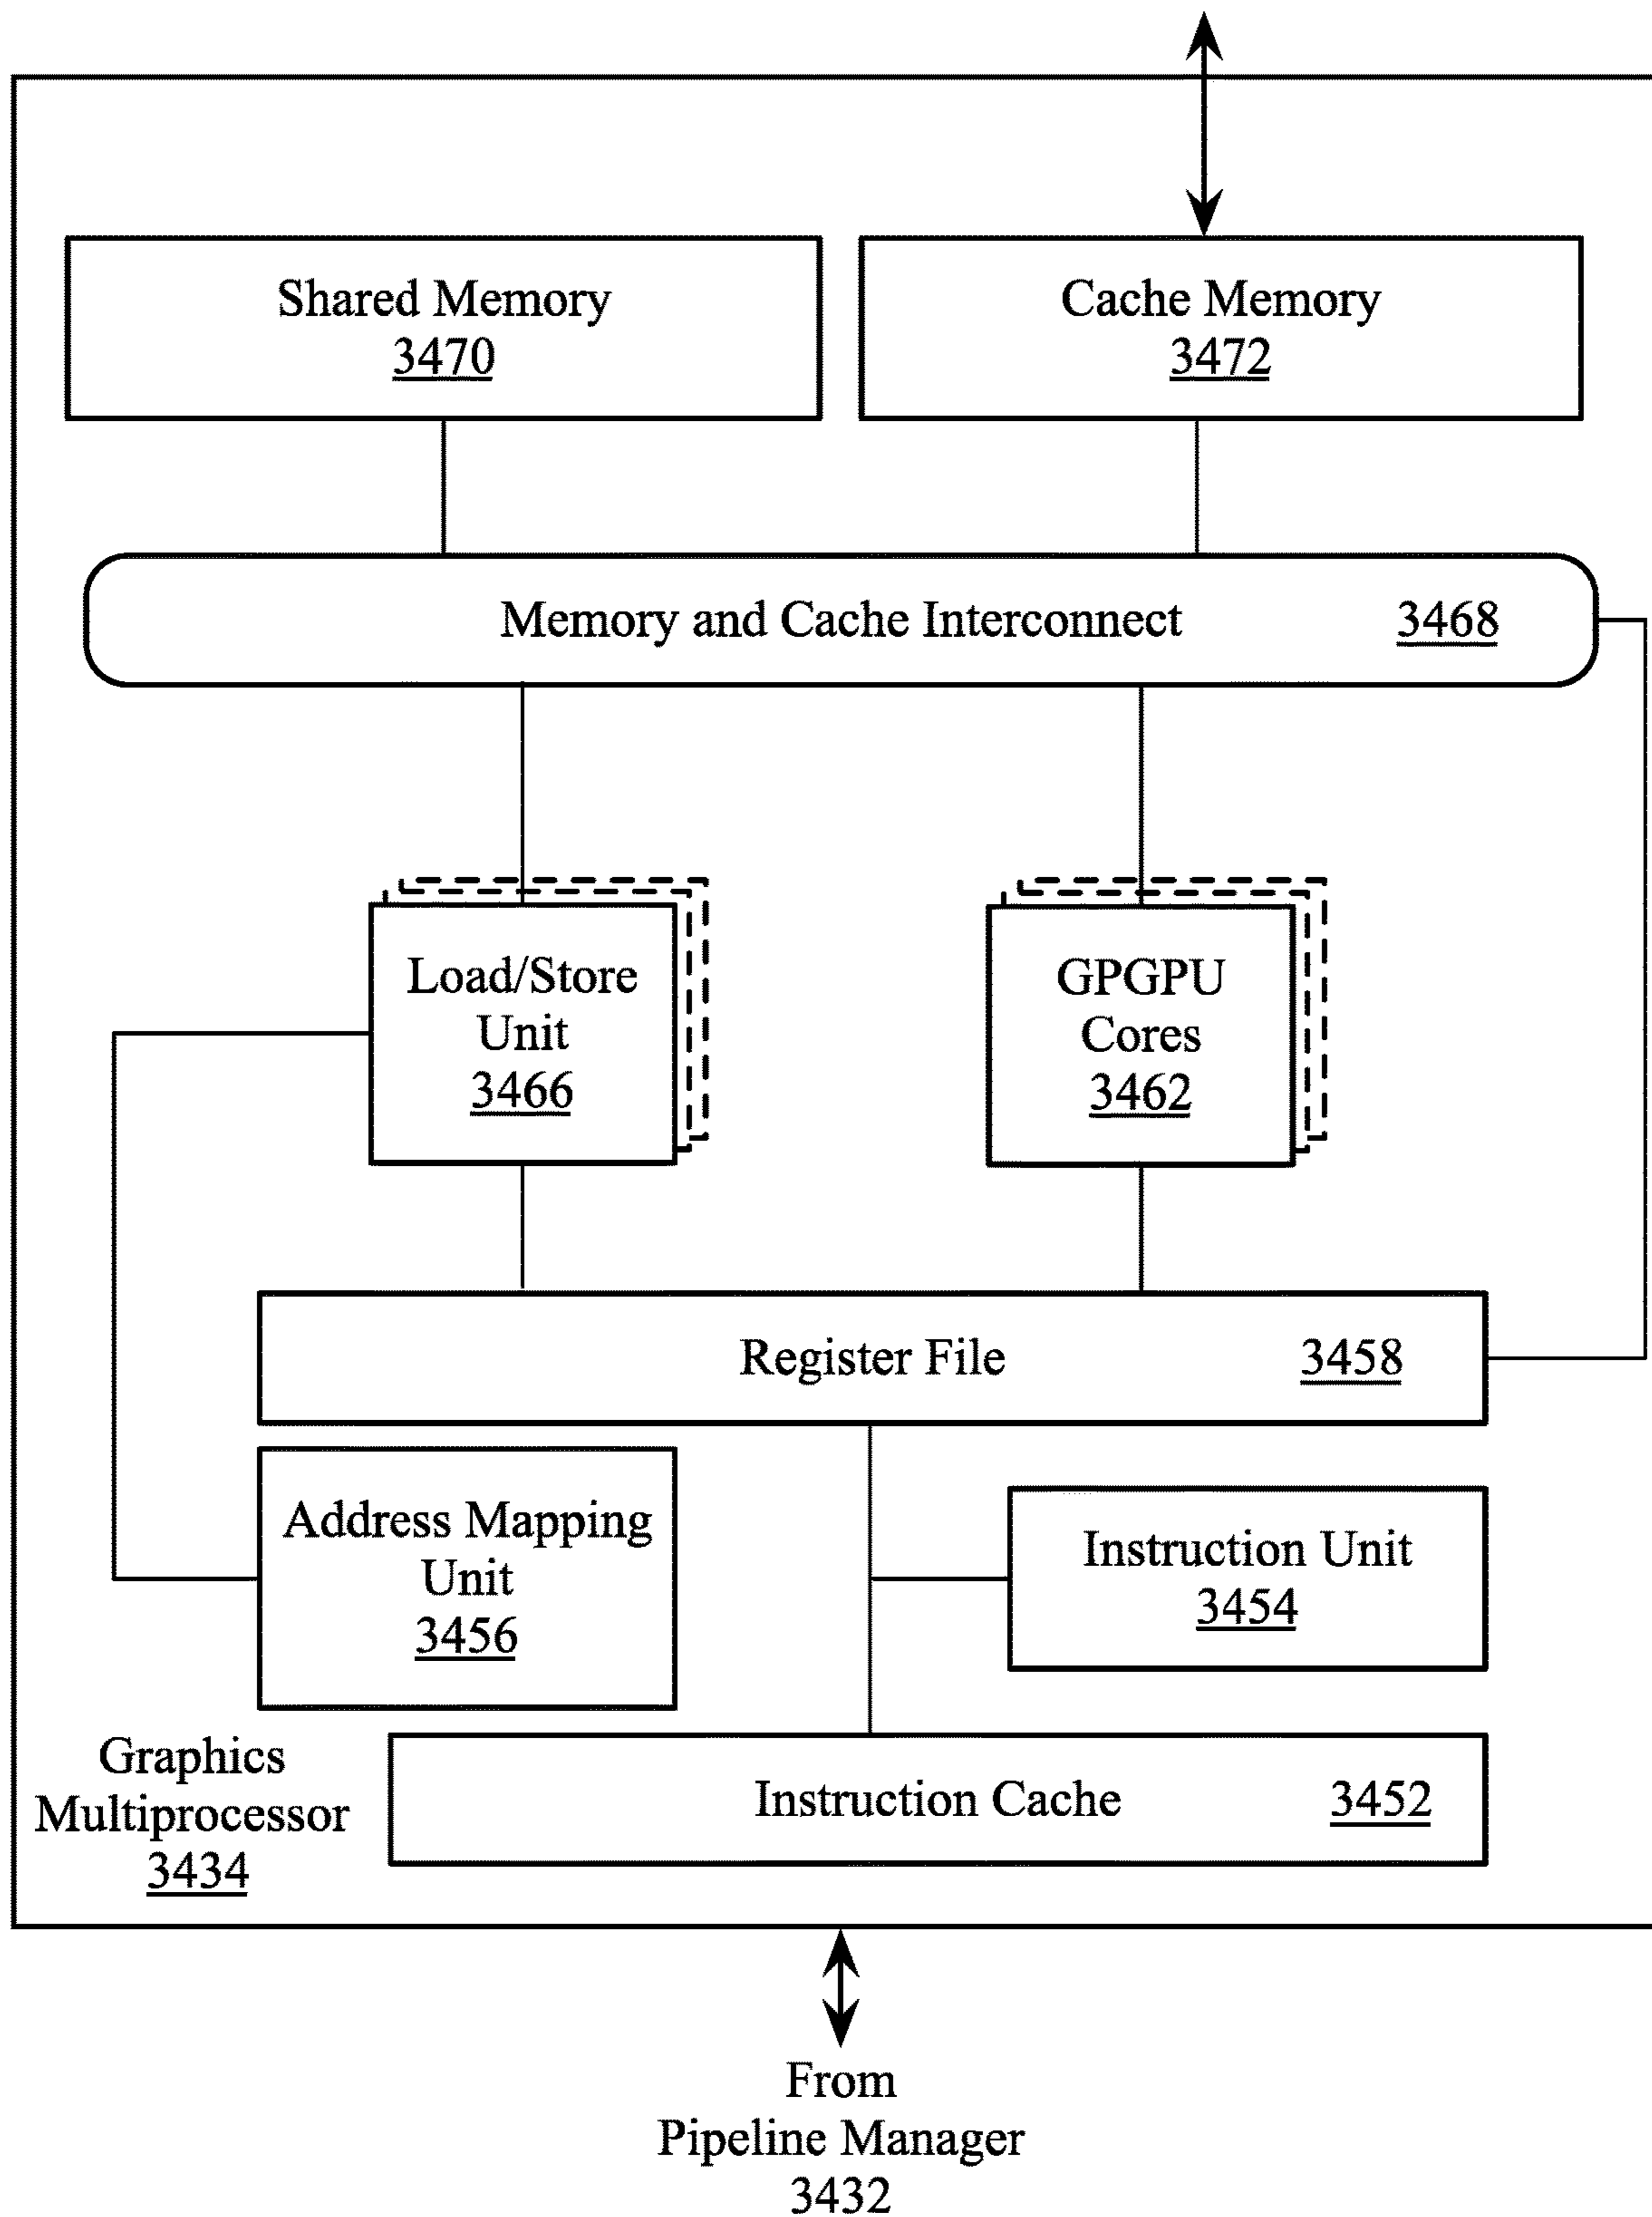 Shared Memory
3470
Cache Memory
3472
Memory and Cache Interconnect 3468
Load/Store
Unit
3466
GPGPU
Cores
3462
Register File 3458
Address Mapping
Unit
3456
Instruction Unit
3454
Graphics
Multiprocessor
3434
Instruction Cache 3452
From
Pipeline Manager
3432